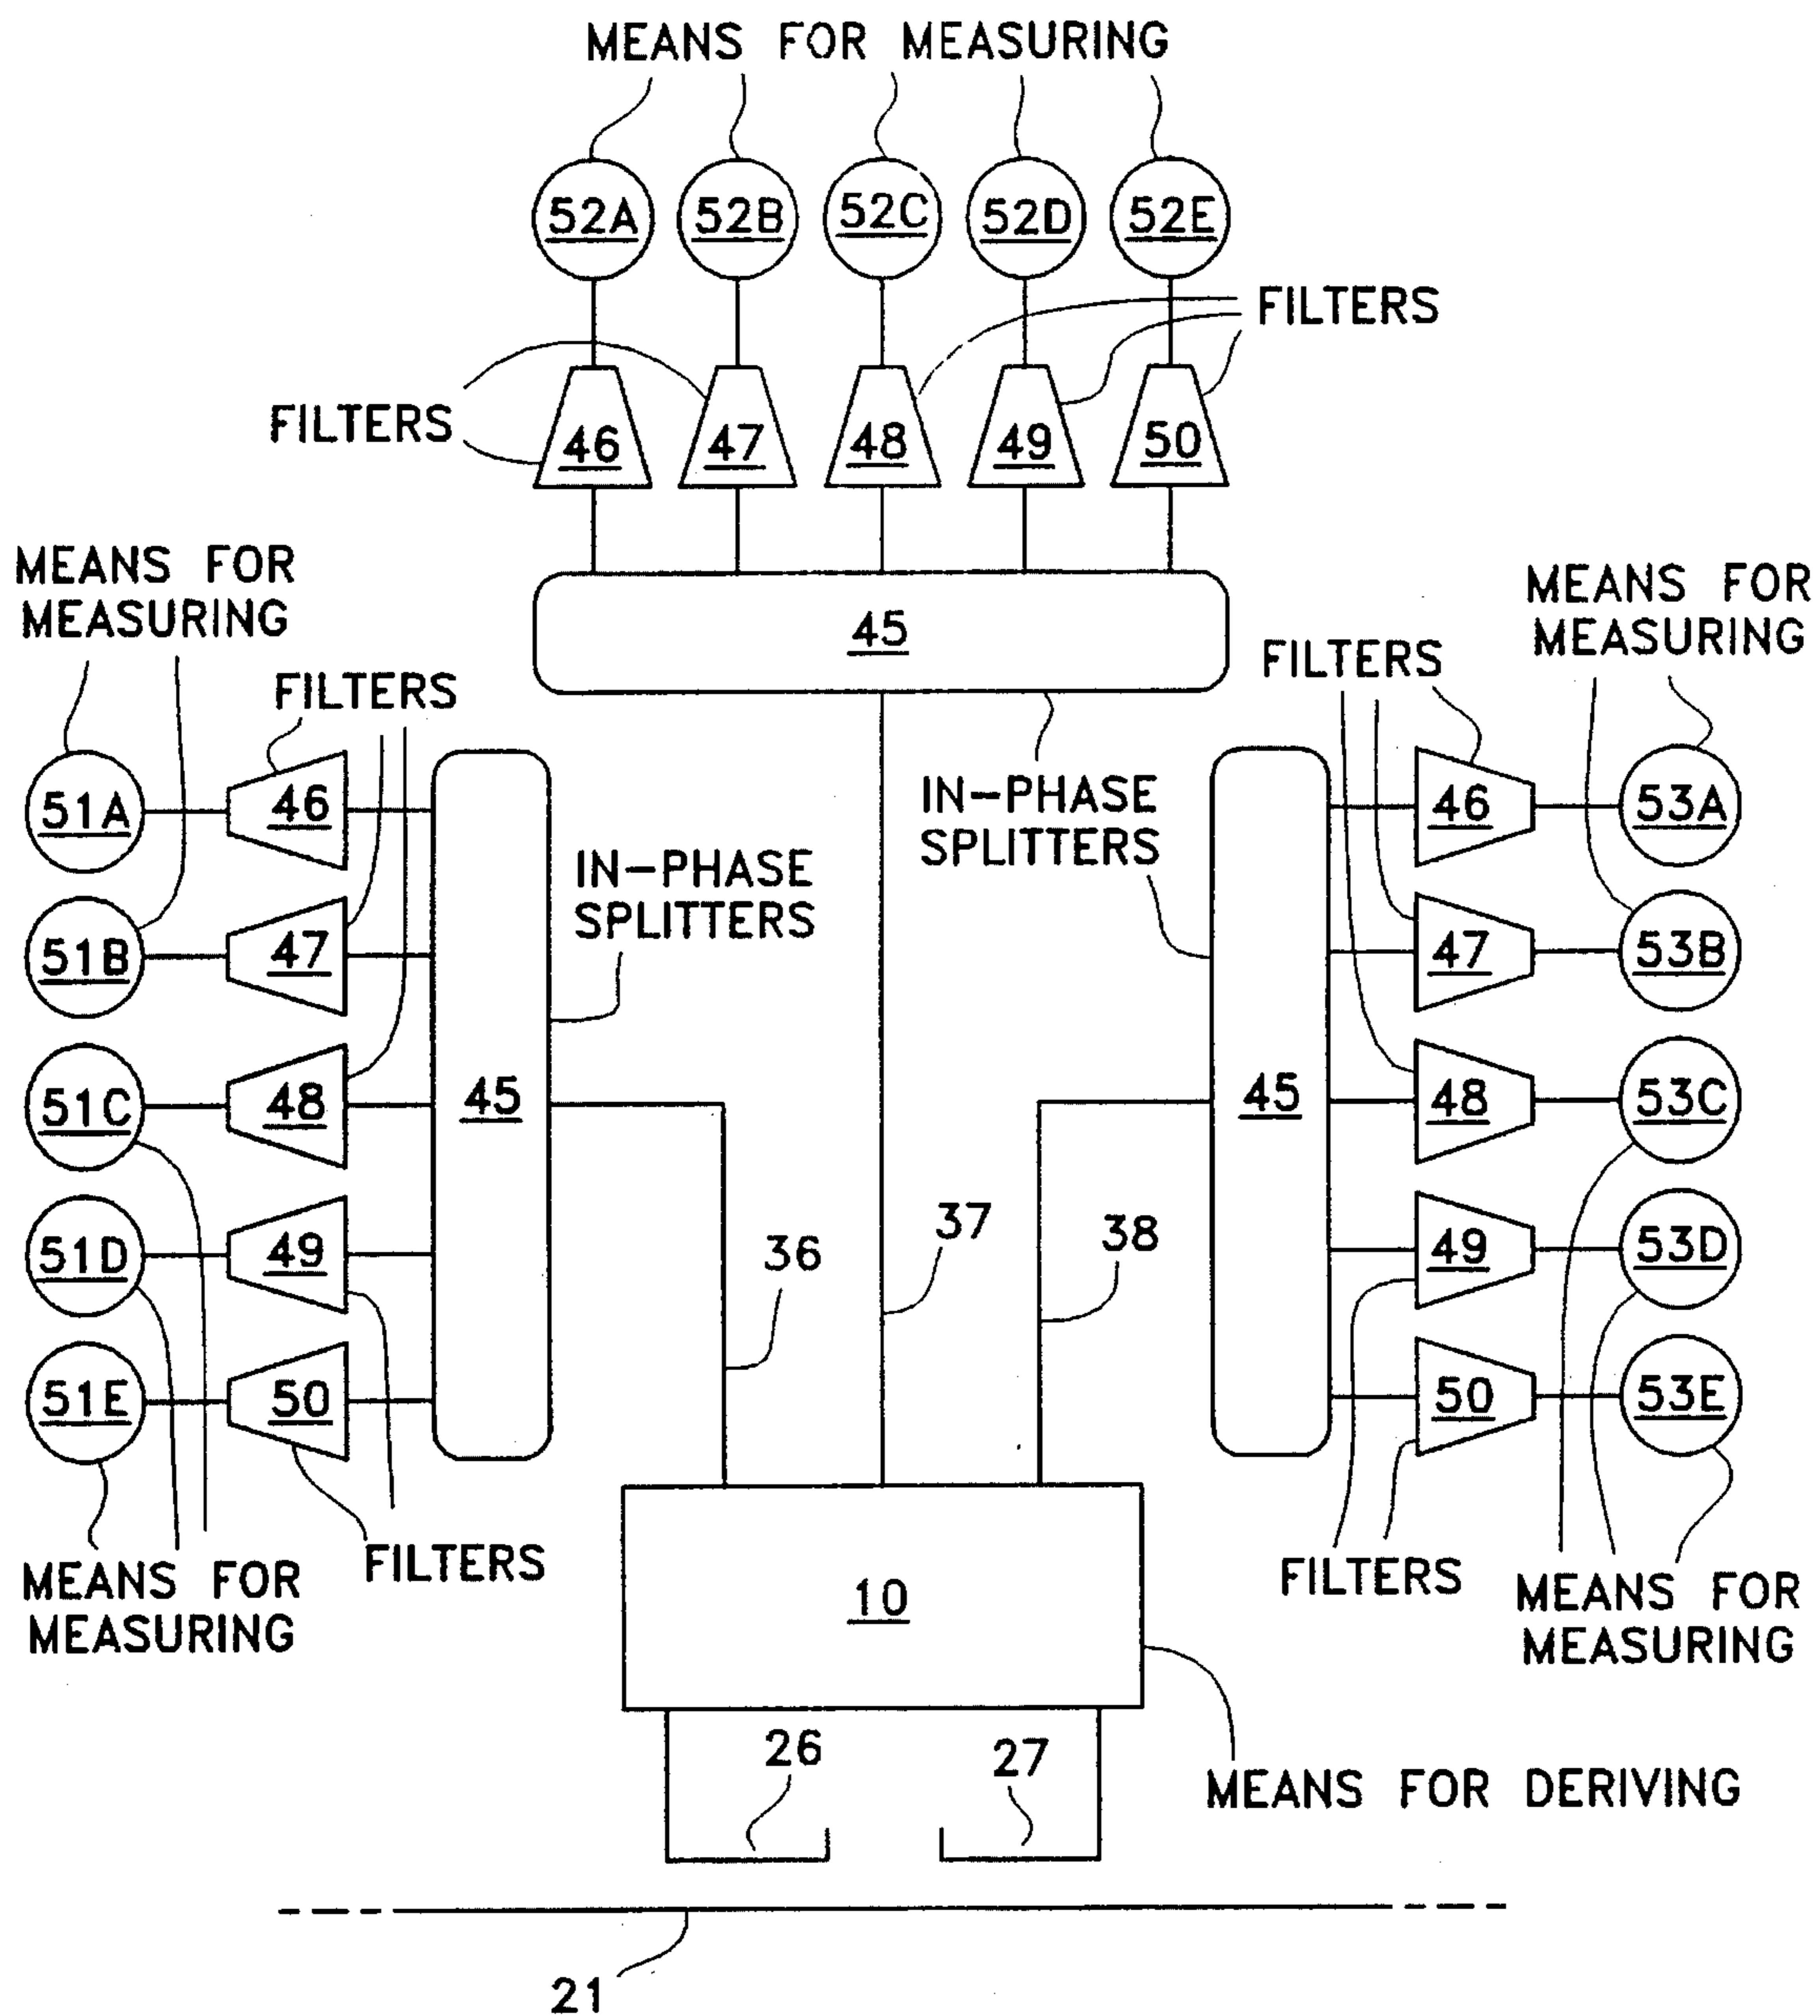 MEANS FOR MEASURING
52A 52B 52C 52D 52E
FILTERS
FILTERS
46 47 48 49 50
MEANS FOR
MEASURING
45
MEANS FOR
MEASURING
FILTERS
FILTERS
IN-PHASE
SPLITTERS
51A 46
46 53A
IN-PHASE
SPLITTERS
51B 47
47 53B
51C 48 45
45 48 53C
51D 49
36
37
38
49 53D
51E 50
50 53E
MEANS FOR
MEASURING
FILTERS
10
FILTERS
MEANS FOR
MEASURING
26
27
MEANS FOR DERIVING
21